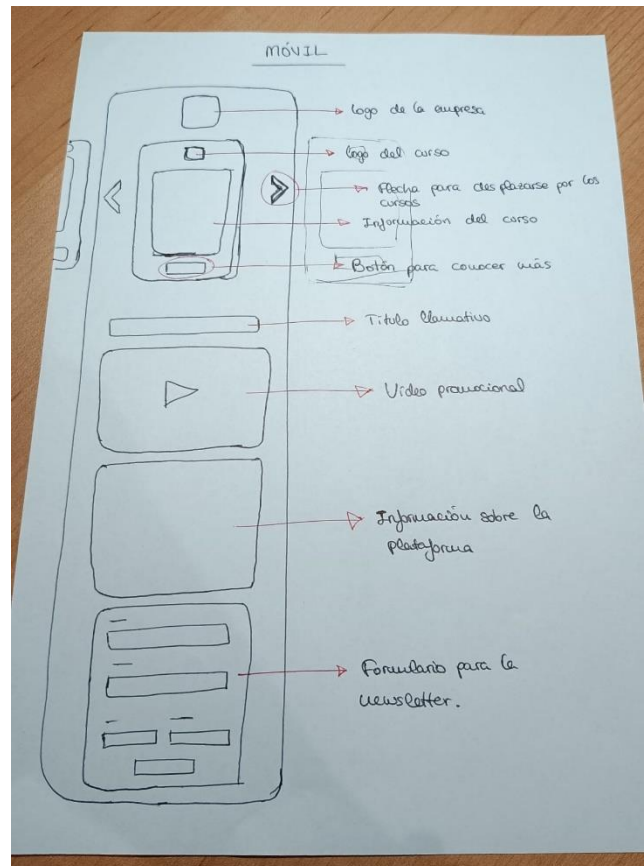 MÓVIL
logo de la empresa
logo del curso
Flecha para desplazarse por los
cursos
Información del curso
Botón para conocer más
Titulo llamativo
Video promocional
Información sobre la
plataforma
Formulario para la
newsletter.